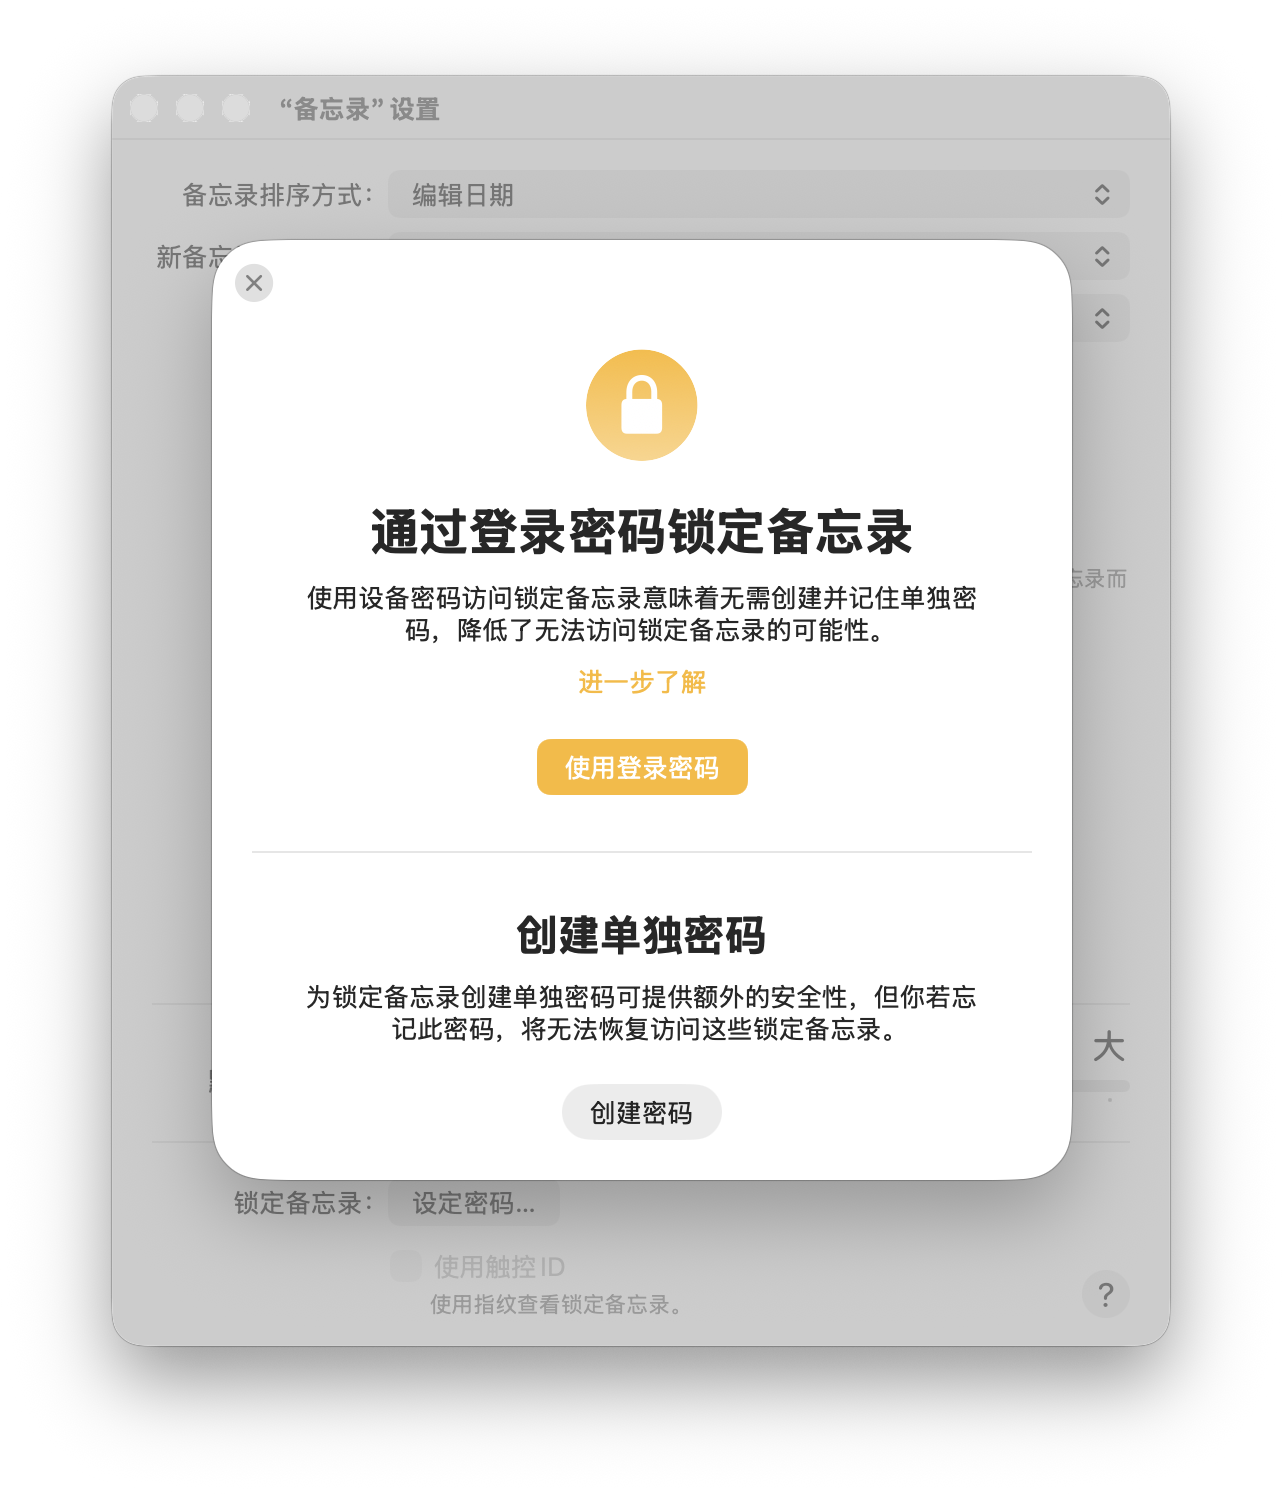 “备忘录” 设置
备忘录排序方式：
编辑日期
新备忘
忘录而
通过登录密码锁定备忘录
使用设备密码访问锁定备忘录意味着无需创建并记住单独密
码，降低了无法访问锁定备忘录的可能性。
进一步了解
使用登录密码
创建单独密码
为锁定备忘录创建单独密码可提供额外的安全性，但你若忘
记此密码，将无法恢复访问这些锁定备忘录。
创建密码
大
锁定备忘录：
设定密码...
使用触控 ID
使用指纹查看锁定备忘录。
?